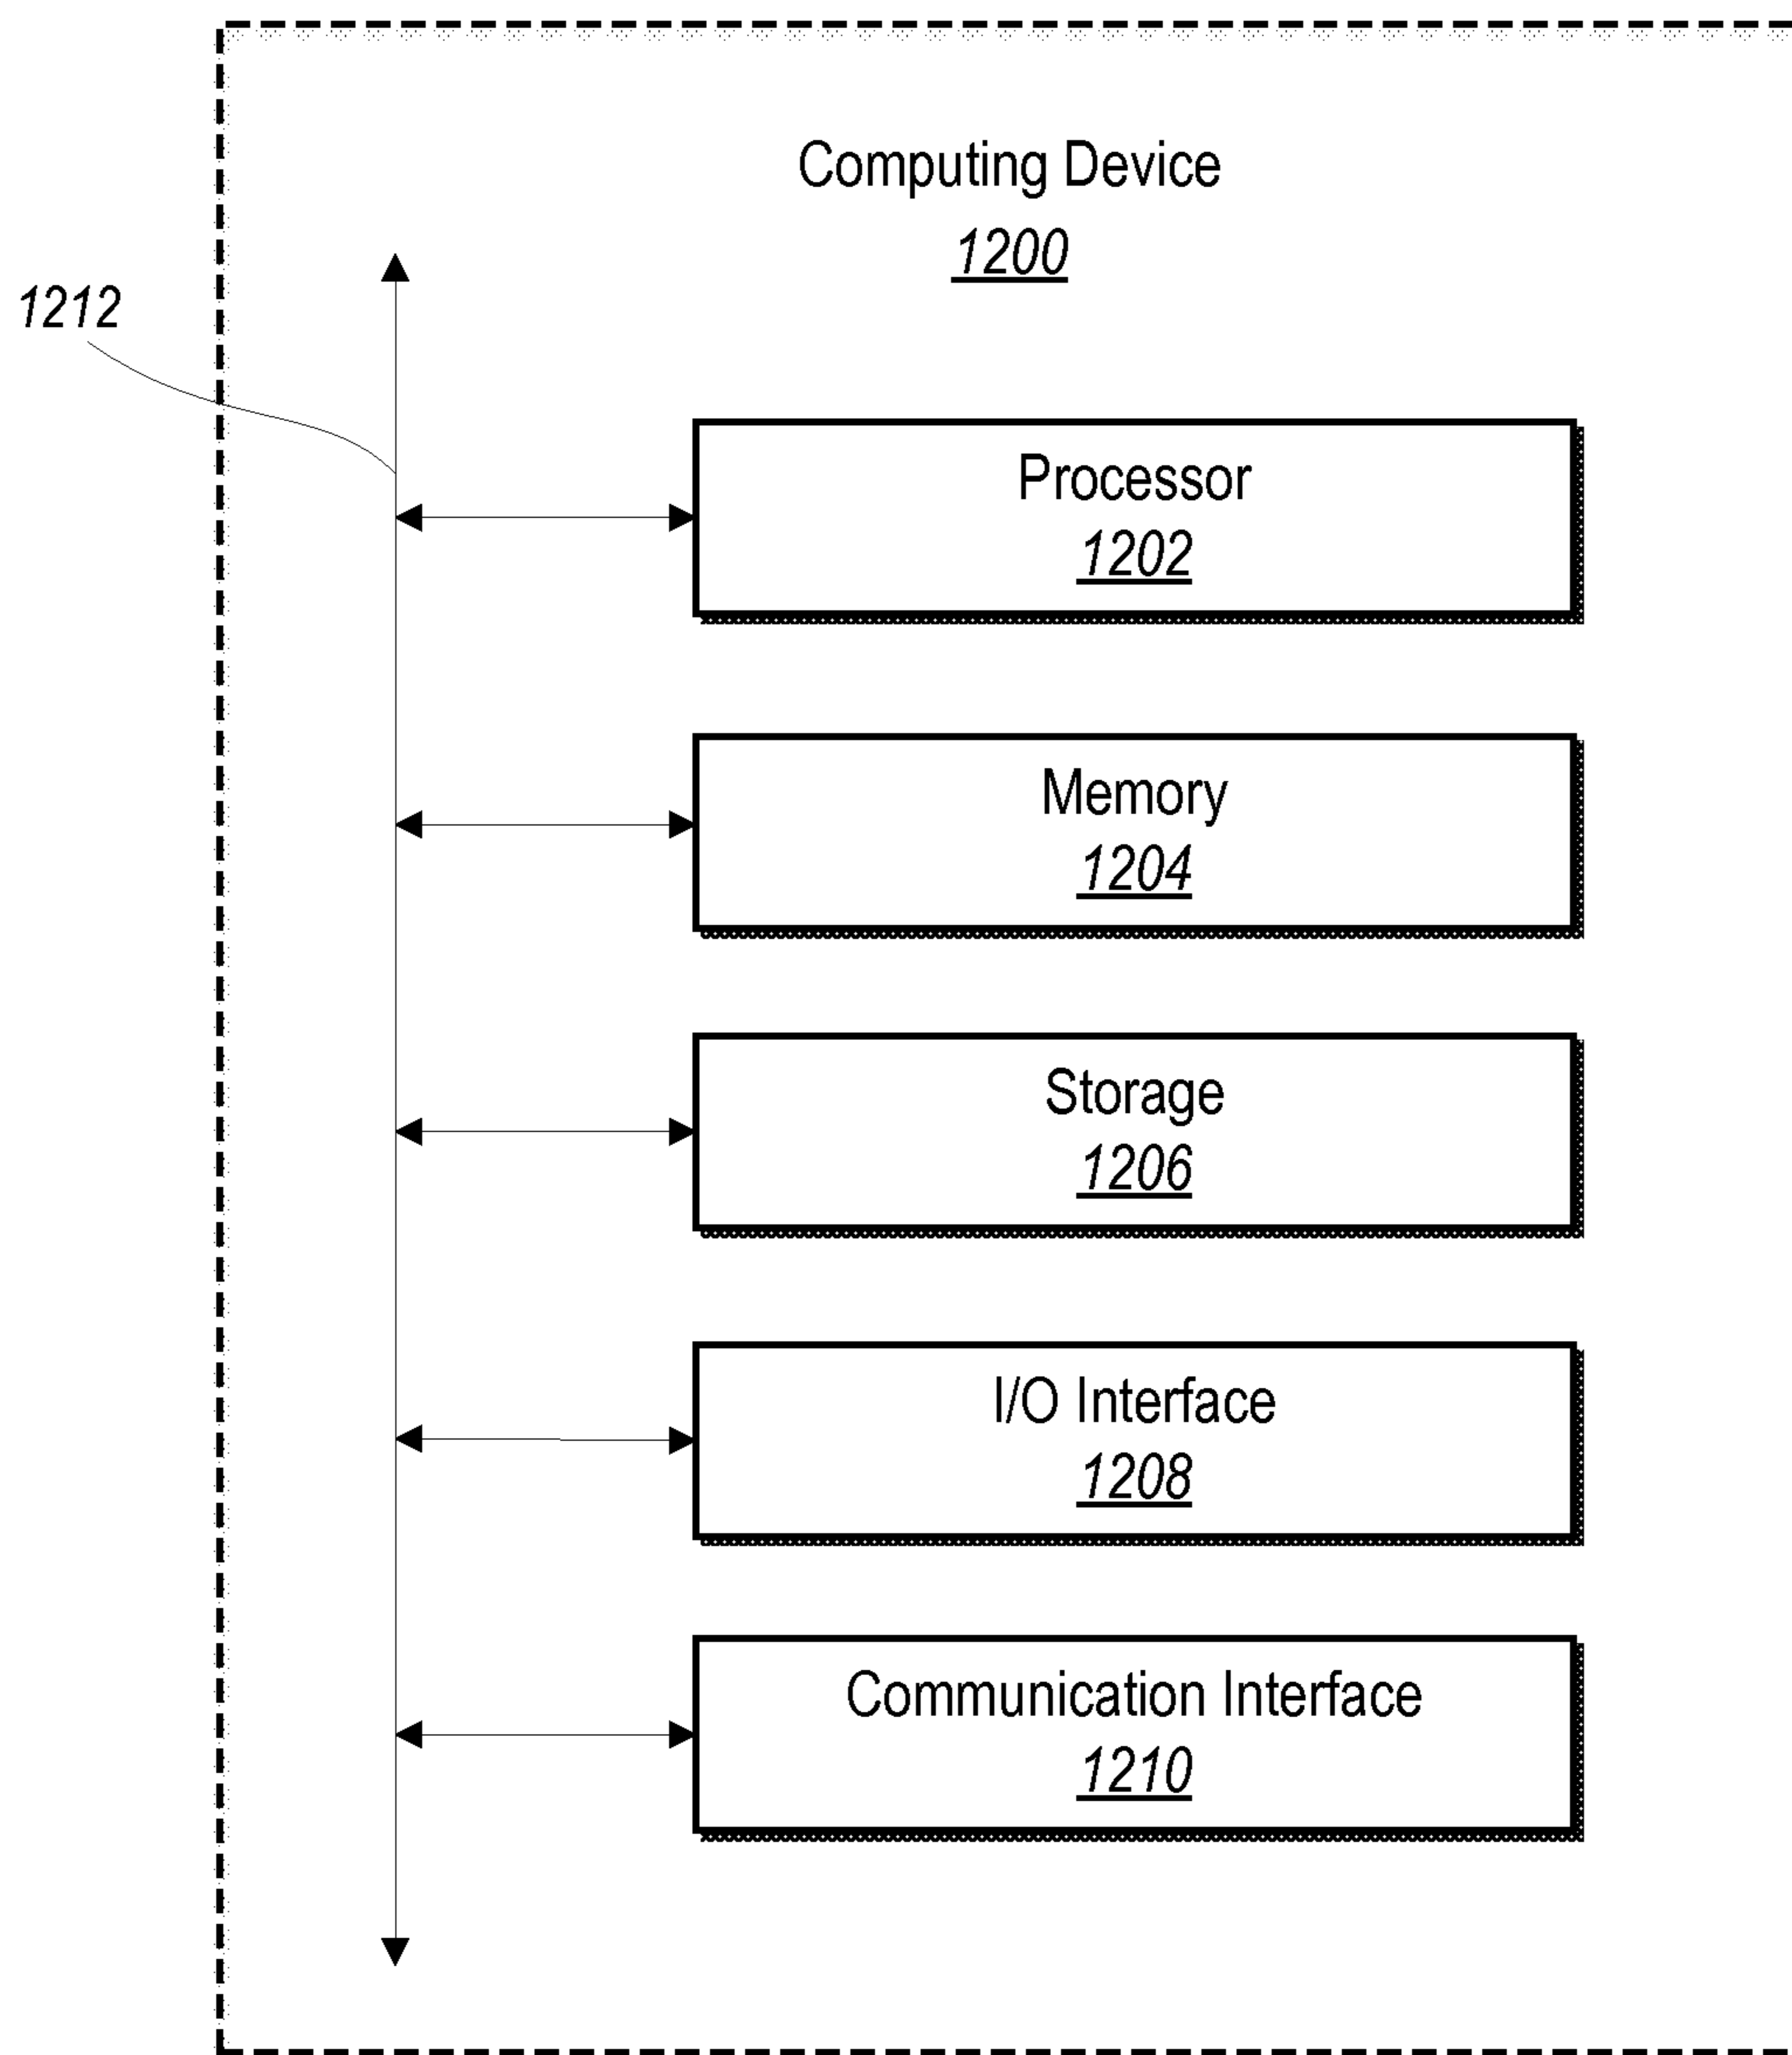 Computing Device
1200
1212
Processor
1202
Memory
1204
Storage
1206
I/O Interface
1208
Communication Interface
1210